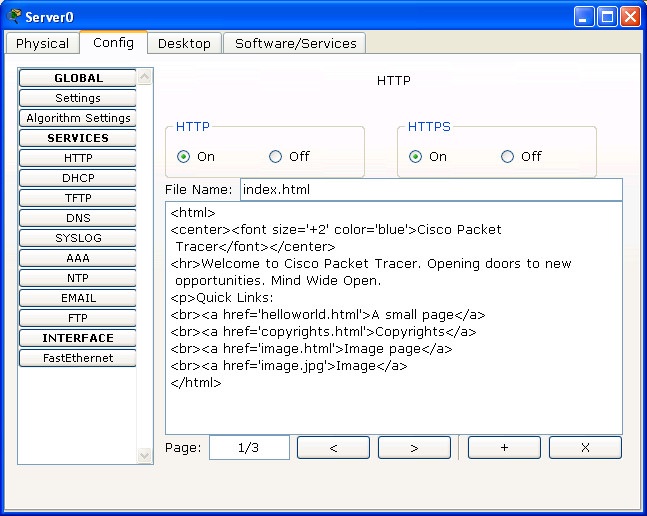 Server0
Physical Config Desktop Software/Services
GLOBAL
Settings
Algorithm Settings
SERVICES
HTTP
DHCP
TFTP
DNS
SYSLOG
AAA
NTP
EMAIL
FTP
INTERFACE
FastEthernet
HTTP
HTTP
On Off
HTTPS
On Off
File Name: index.html
<html>
<center><font size='+2' color='blue'>Cisco Packet
Tracer</font></center>
<hr>Welcome to Cisco Packet Tracer. Opening doors to new
opportunities. Mind Wide Open.
<p>Quick Links:
<br><a href='helloworld.html'>A small page</a>
<br><a href='copyrights.html'>Copyrights</a>
<br><a href='image.html'>Image page</a>
<br><a href='image.jpg'>Image</a>
</html>
Page: 1/3 < > + X